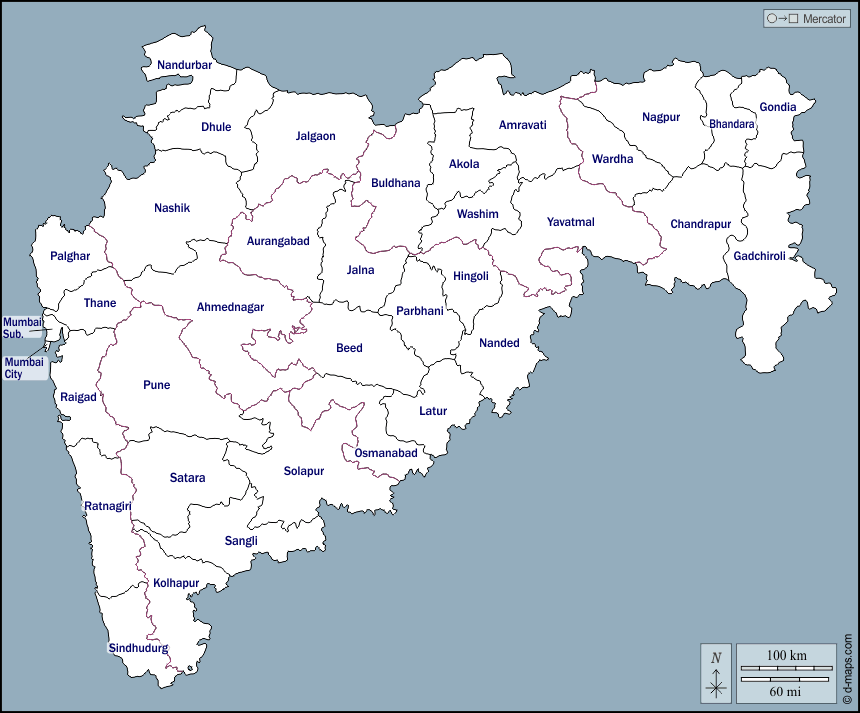 Mercator
Nandurbar
Dhule
Jalgaon
Buldhana
Akola
Amravati
Wardha
Nagpur
Bhandara
Gondia
Nashik
Aurangabad
Jalna
Washim
Yavatmal
Chandrapur
Gadchiroli
Palghar
Thane
Ahmednagar
Hingoli
Parbhani
Mumbai
Sub.
Mumbai
City
Beed
Nanded
Raigad
Pune
Latur
Osmanabad
Satara
Solapur
Ratnagiri
Sangli
Kolhapur
Sindhudurg
N
100 km
60 mi
© d-maps.com